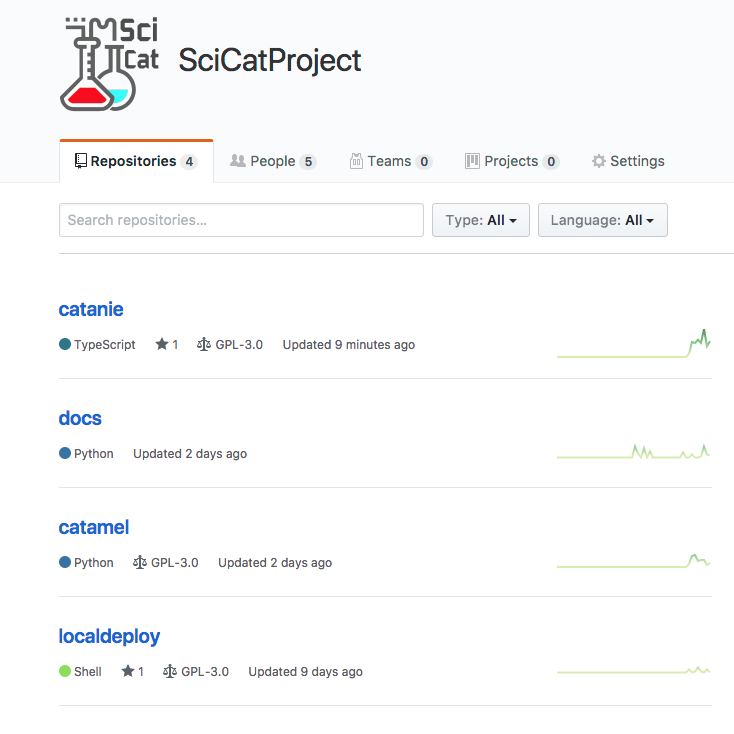 Sci
Cat
SciCatProject
Repositories 4 People 5 Teams 0 Projects 0 Settings
Search repositories... Type: All Language: All
catanie
TypeScript 1 GPL-3.0 Updated 9 minutes ago
docs
Python Updated 2 days ago
catamel
Python GPL-3.0 Updated 2 days ago
localdeploy
Shell 1 GPL-3.0 Updated 9 days ago